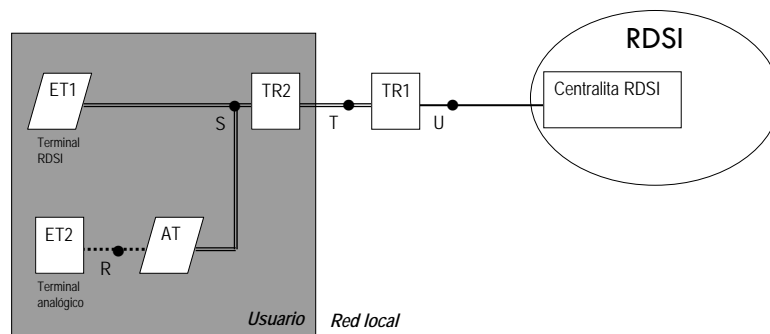 RDSI
ET1
TR2
TR1
Centralita RDSI
S
T
U
Terminal
RDSI
ET2
AT
R
Terminal
analógico
Usuario
Red local